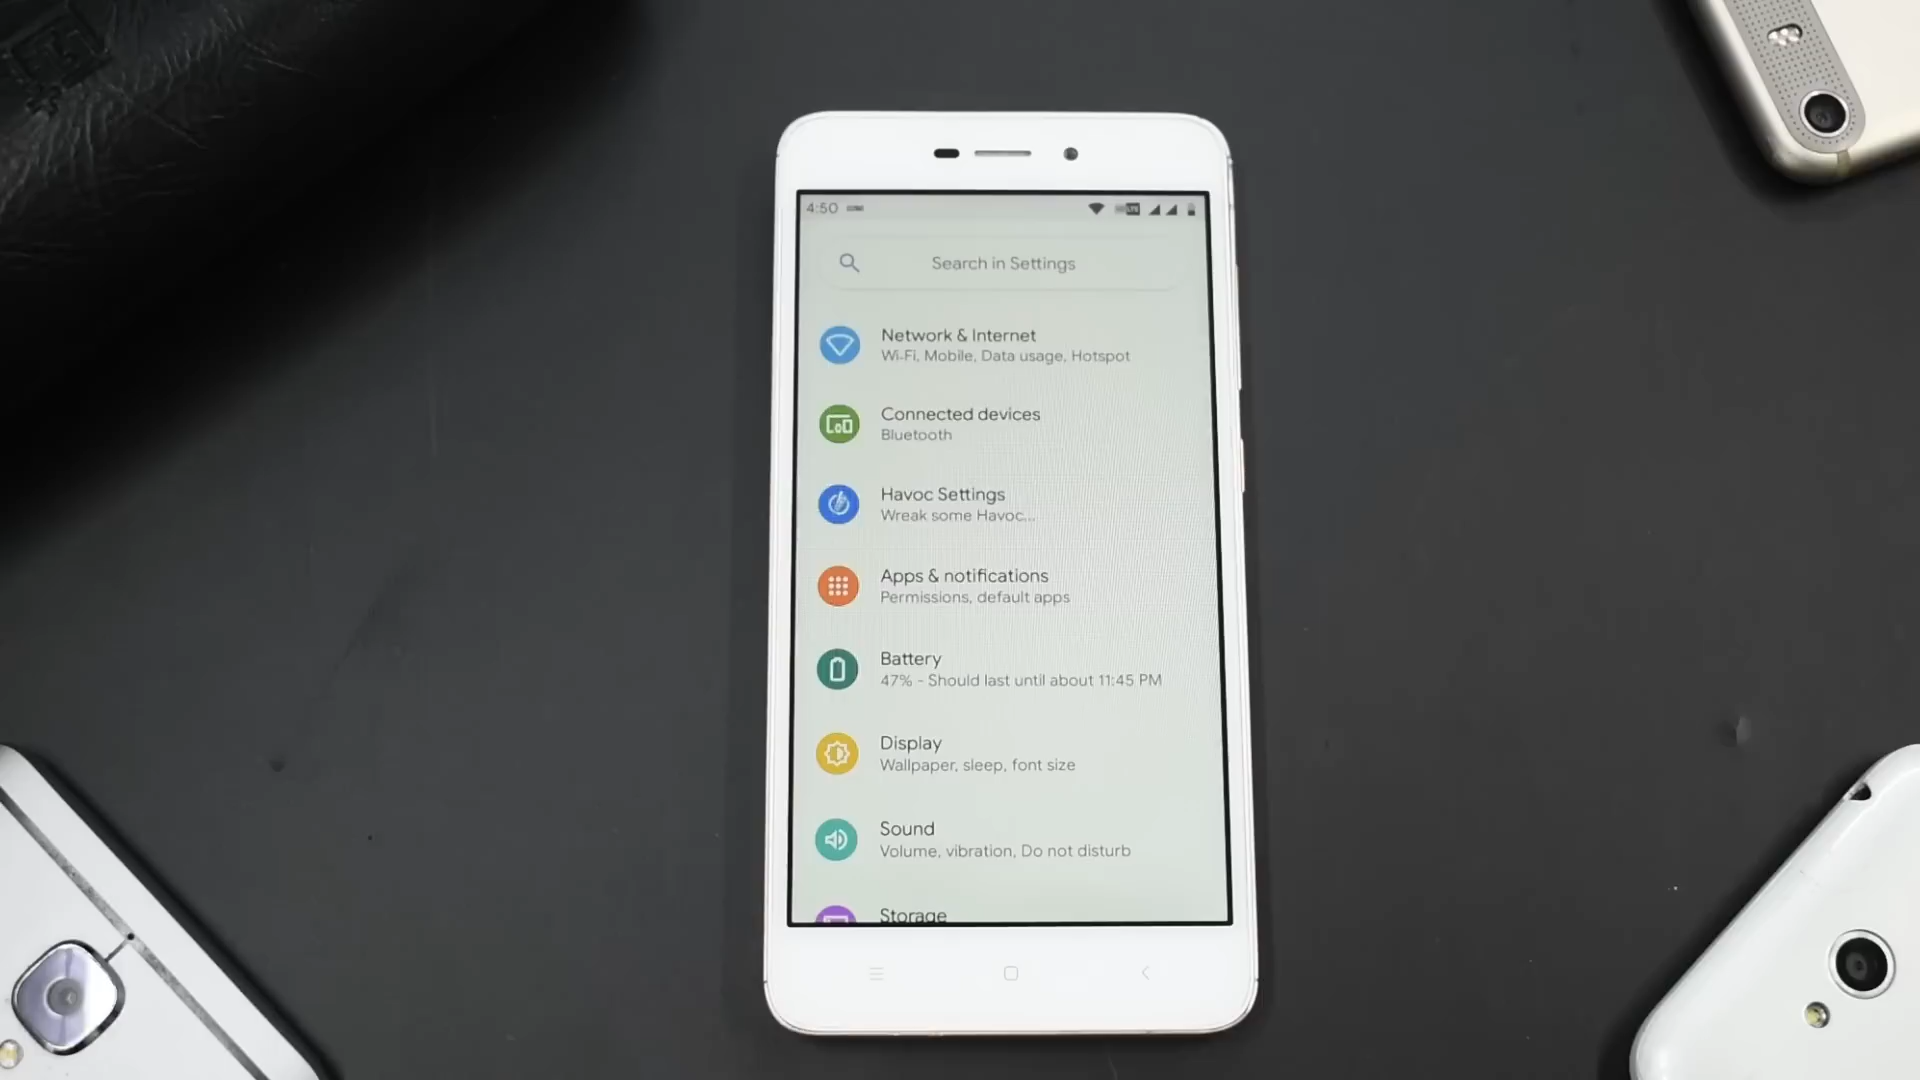 4:50
LTE
Search in Settings
Network & Internet
Wi-Fi, Mobile, Data usage, Hotspot
Connected devices
Bluetooth
Havoc Settings
Wreak some Havoc...
Apps & notifications
Permissions, default apps
Battery
47% - Should last until about 11:45 PM
Display
Wallpaper, sleep, font size
Sound
Volume, vibration, Do not disturb
Storage